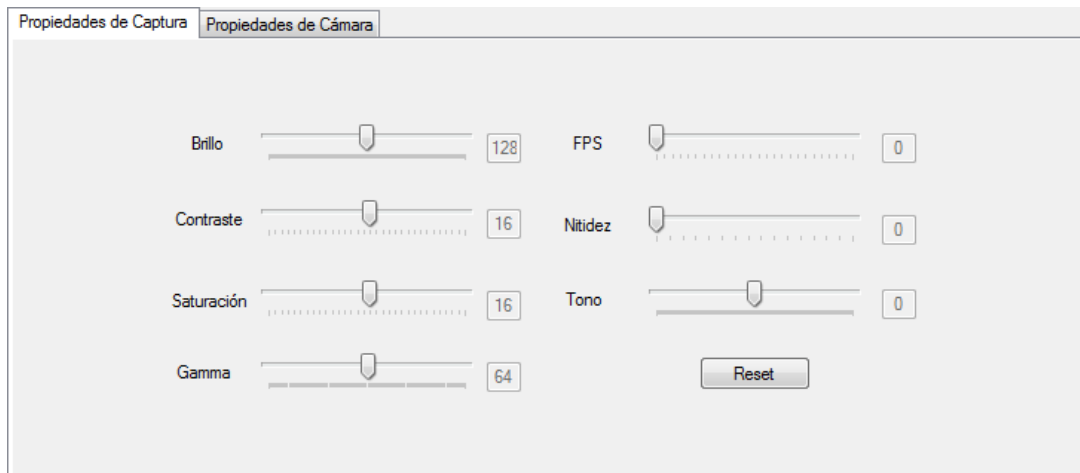 Propiedades de Captura Propiedades de Cámara
Brillo 128 FPS 0
Contraste 16 Nitidez 0
Saturación 16 Tono 0
Gamma 64 Reset